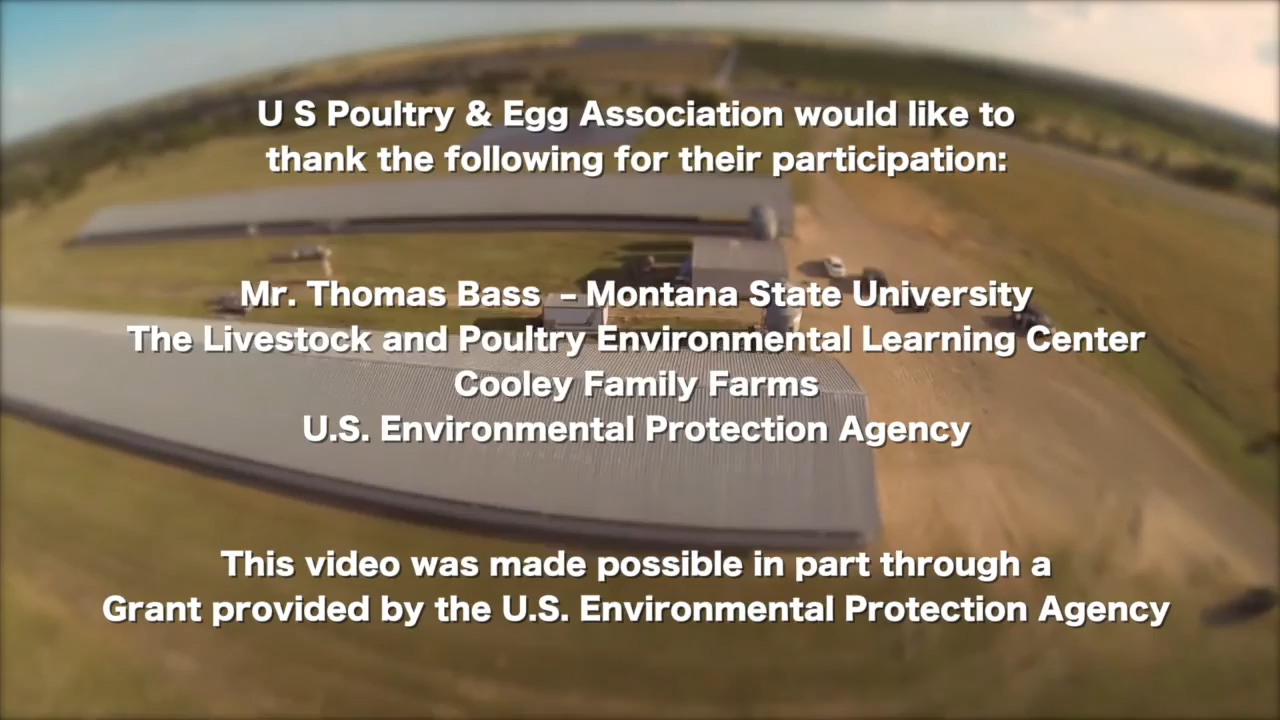 U S Poultry & Egg Association would like to
thank the following for their participation:
Mr. Thomas Bass – Montana State University
The Livestock and Poultry Environmental Learning Center
Cooley Family Farms
U.S. Environmental Protection Agency
This video was made possible in part through a
Grant provided by the U.S. Environmental Protection Agency